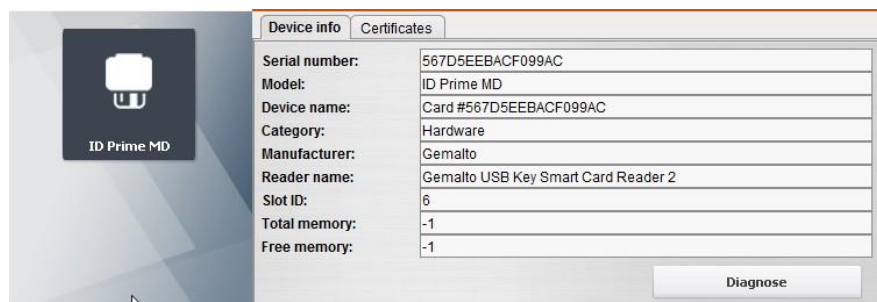 Device info Certificates
ID Prime MD
Serial number: 567D5EEBACF099AC
Model: ID Prime MD
Device name: Card #567D5EEBACF099AC
Category: Hardware
Manufacturer: Gemalto
Reader name: Gemalto USB Key Smart Card Reader 2
Slot ID: 6
Total memory: -1
Free memory: -1
Diagnose